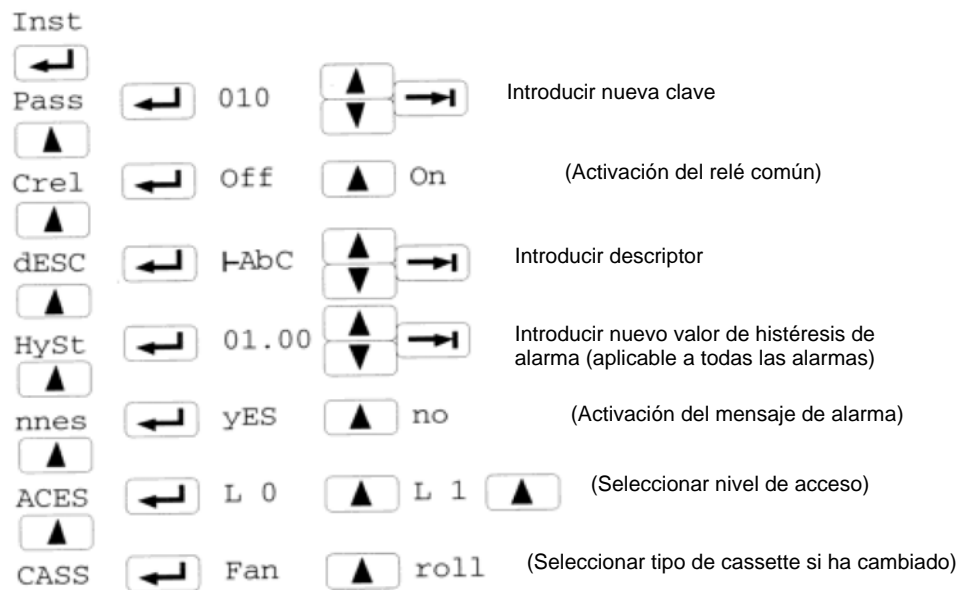 Inst
Pass 010 Introducir nueva clave
Crel Off On (Activación del relé común)
dESC ⊢AbC Introducir descriptor
HySt 01.00 Introducir nuevo valor de histéresis de
alarma (aplicable a todas las alarmas)
nnes yES no (Activación del mensaje de alarma)
ACES L 0 L 1 (Seleccionar nivel de acceso)
CASS Fan roll (Seleccionar tipo de cassette si ha cambiado)